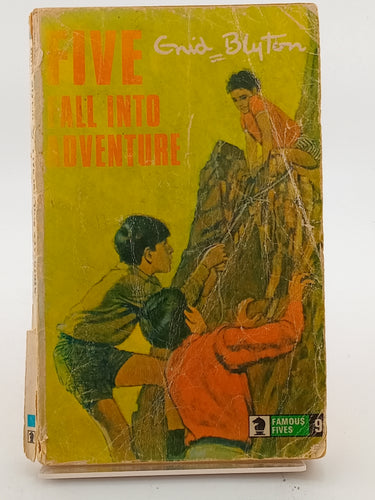 FIVE
Enid Blyton
FALL INTO
ADVENTURE
FAMOUS
FIVES
9